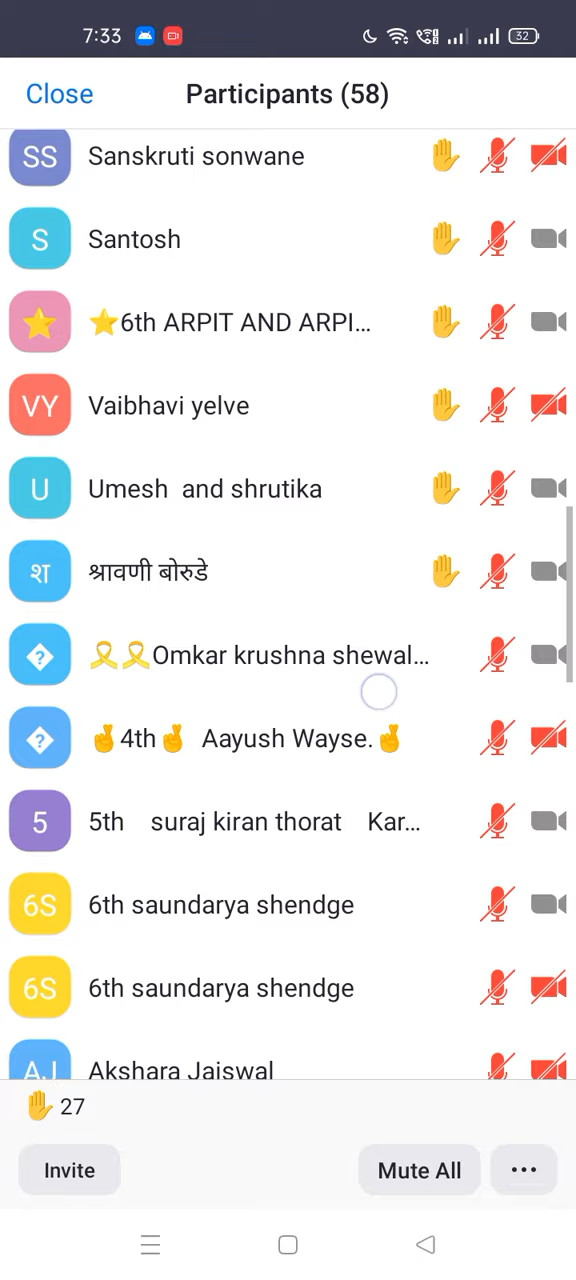 7:33 32
Close Participants (58)
SS Sanskruti sonwane
S Santosh
⭐ ⭐6th ARPIT AND ARPI...
VY Vaibhavi yelve
U Umesh and shrutika
श श्रावणी बोरुडे
🎗🎗Omkar krushna shewal...
🤞4th🤞 Aayush Wayse.🤞
5 5th suraj kiran thorat Kar...
6S 6th saundarya shendge
6S 6th saundarya shendge
AJ Akshara Jaiswal
✋ 27
Invite Mute All ...